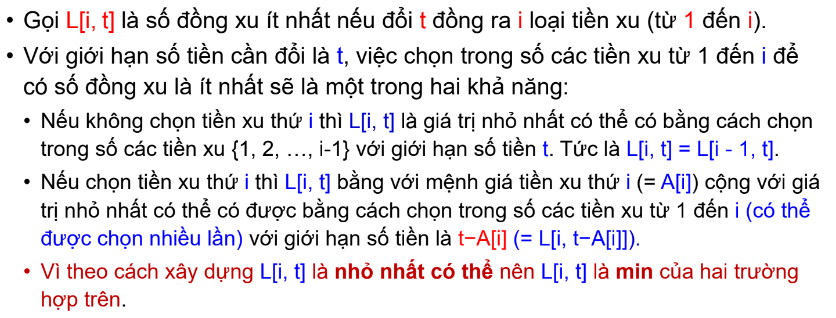 • Gọi L[i, t] là số đồng xu ít nhất nếu đổi t đồng ra i loại tiền xu (từ 1 đến i).
• Với giới hạn số tiền cần đổi là t, việc chọn trong số các tiền xu từ 1 đến i để
có số đồng xu là ít nhất sẽ là một trong hai khả năng:
• Nếu không chọn tiền xu thứ i thì L[i, t] là giá trị nhỏ nhất có thể có bằng cách chọn
trong số các tiền xu {1, 2, …, i-1} với giới hạn số tiền t. Tức là L[i, t] = L[i - 1, t].
• Nếu chọn tiền xu thứ i thì L[i, t] bằng với mệnh giá tiền xu thứ i (= A[i]) cộng với giá
trị nhỏ nhất có thể có được bằng cách chọn trong số các tiền xu từ 1 đến i (có thể
được chọn nhiều lần) với giới hạn số tiền là t−A[i] (= L[i, t−A[i]]).
• Vì theo cách xây dựng L[i, t] là nhỏ nhất có thể nên L[i, t] là min của hai trường
hợp trên.